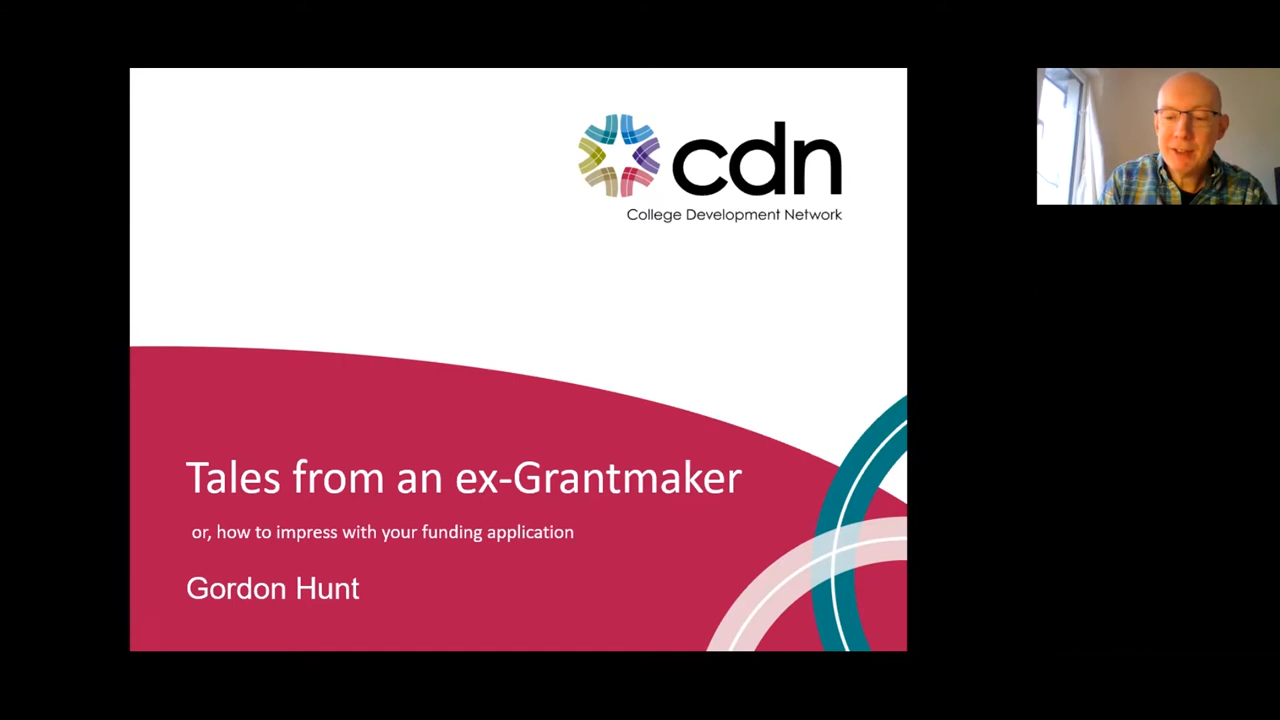 cdn
College Development Network
Tales from an ex-Grantmaker
or, how to impress with your funding application
Gordon Hunt